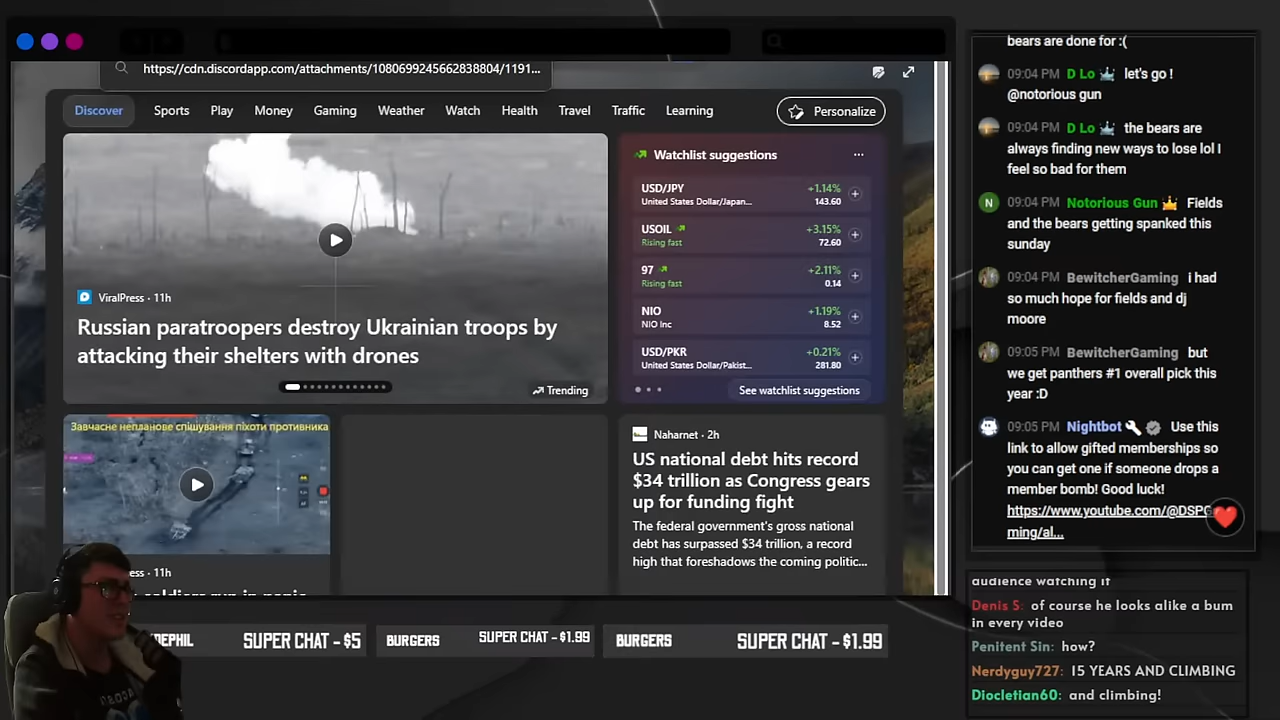 https://cdn.discordapp.com/attachments/1080699245662838804/1191...
Discover Sports Play Money Gaming Weather Watch Health Travel Traffic Learning Personalize
ViralPress · 11h
Russian paratroopers destroy Ukrainian troops by
attacking their shelters with drones
Trending
Watchlist suggestions ...
USD/JPY +1.14%
United States Dollar/Japan... 143.60
USOIL +3.15%
Rising fast 72.60
97 +2.11%
Rising fast 0.14
NIO +1.19%
NIO Inc 8.52
USD/PKR +0.21%
United States Dollar/Pakist... 281.80
See watchlist suggestions
Завчасне непланове спішування піхоти противника
ess · 11h
Naharnet · 2h
US national debt hits record
$34 trillion as Congress gears
up for funding fight
The federal government's gross national
debt has surpassed $34 trillion, a record
high that foreshadows the coming politic...
DEPHIL SUPER CHAT - $5
BURGERS SUPER CHAT - $1.99
BURGERS SUPER CHAT - $1.99
bears are done for :(
09:04 PM D Lo let's go !
@notorious gun
09:04 PM D Lo the bears are
always finding new ways to lose lol I
feel so bad for them
N 09:04 PM Notorious Gun Fields
and the bears getting spanked this
sunday
09:04 PM BewitcherGaming i had
so much hope for fields and dj
moore
09:05 PM BewitcherGaming but
we get panthers #1 overall pick this
year :D
09:05 PM Nightbot Use this
link to allow gifted memberships so
you can get one if someone drops a
member bomb! Good luck!
https://www.youtube.com/@DSPG
ming/al...
audience watching it
Denis S: of course he looks alike a bum
in every video
Penitent Sin: how?
Nerdyguy727: 15 YEARS AND CLIMBING
Diocletian60: and climbing!